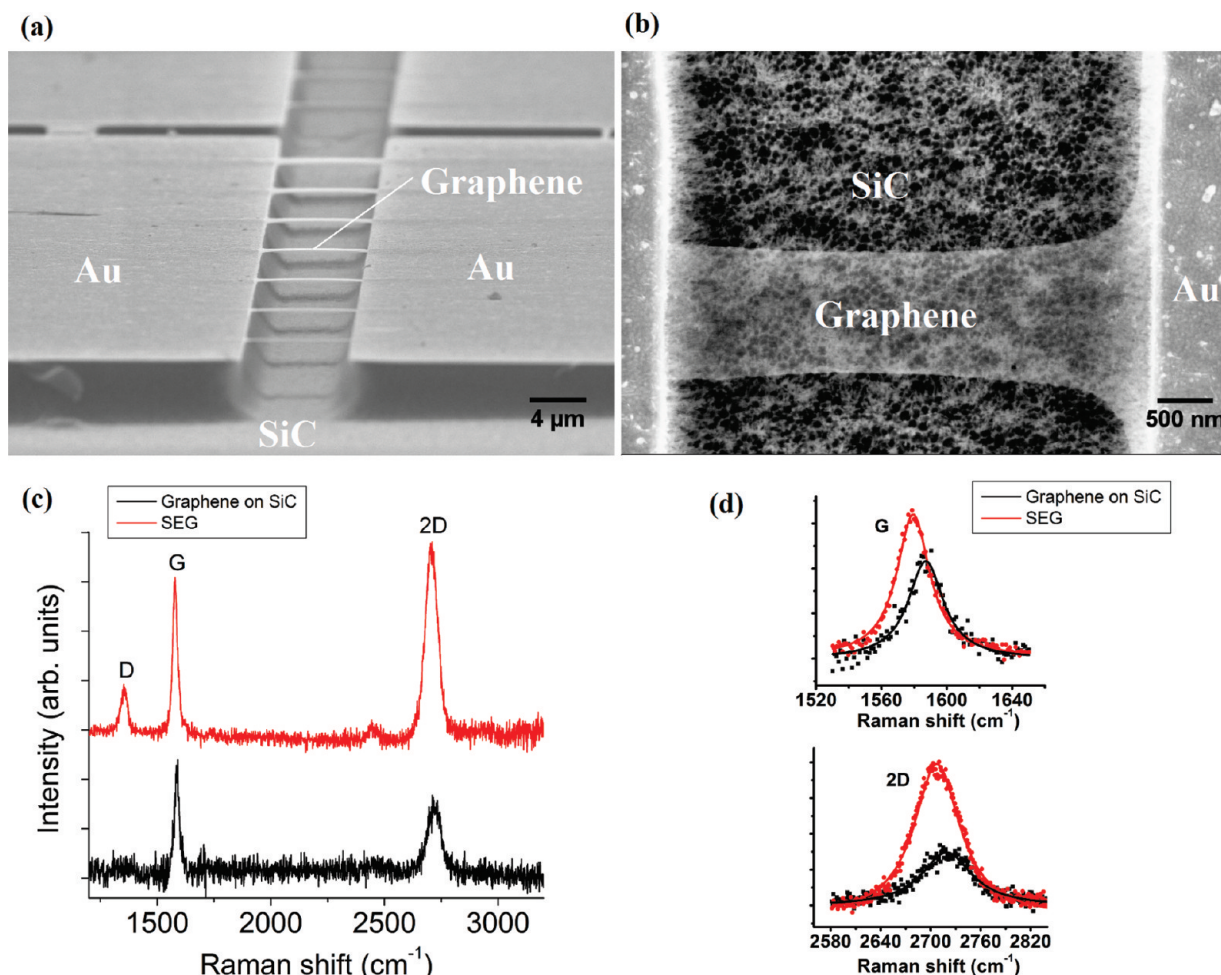 (a)
Graphene
Au
Au
SiC
4 µm
(b)
SiC
Graphene
Au
500 nm
(c)
Graphene on SiC
SEG
D
G
2D
Intensity (arb. units)
1500
2000
2500
3000
Raman shift (cm-1)
(d)
Graphene on SiC
SEG
G
1520
1560
1600
1640
Raman shift (cm-1)
2D
2580 2640 2700 2760 2820
Raman shift (cm-1)